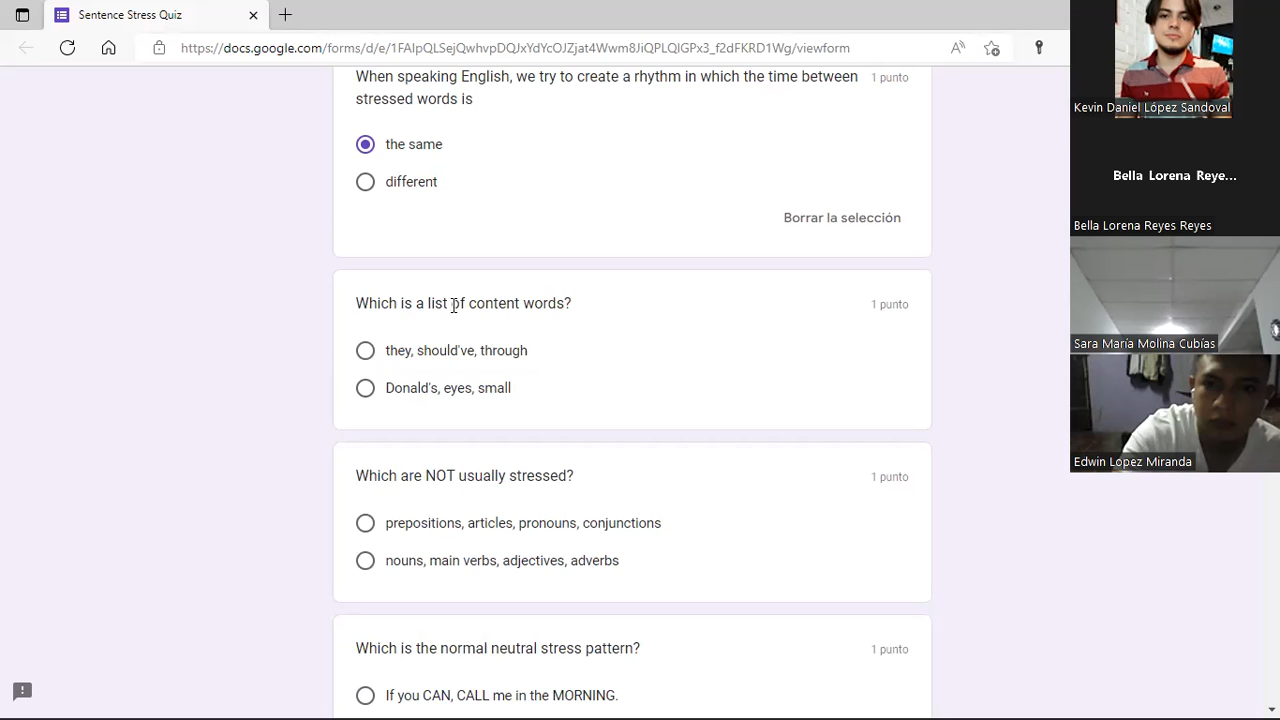 Sentence Stress Quiz
https://docs.google.com/forms/d/e/1FAIpQLSejQwhvpDQXYdYcOJZjat4Wwm8JiQPLQlGPx3_f2dFKRD1Wg/viewform
When speaking English, we try to create a rhythm in which the time between
stressed words is
1 punto
the same
different
Borrar la selección
Which is a list of content words?
1 punto
they, should've, through
Donald's, eyes, small
Which are NOT usually stressed?
1 punto
prepositions, articles, pronouns, conjunctions
nouns, main verbs, adjectives, adverbs
Which is the normal neutral stress pattern?
1 punto
If you CAN, CALL me in the MORNING.
Kevin Daniel López Sandoval
Bella Lorena Reye...
Bella Lorena Reyes Reyes
Sara María Molina Cubías
Edwin Lopez Miranda